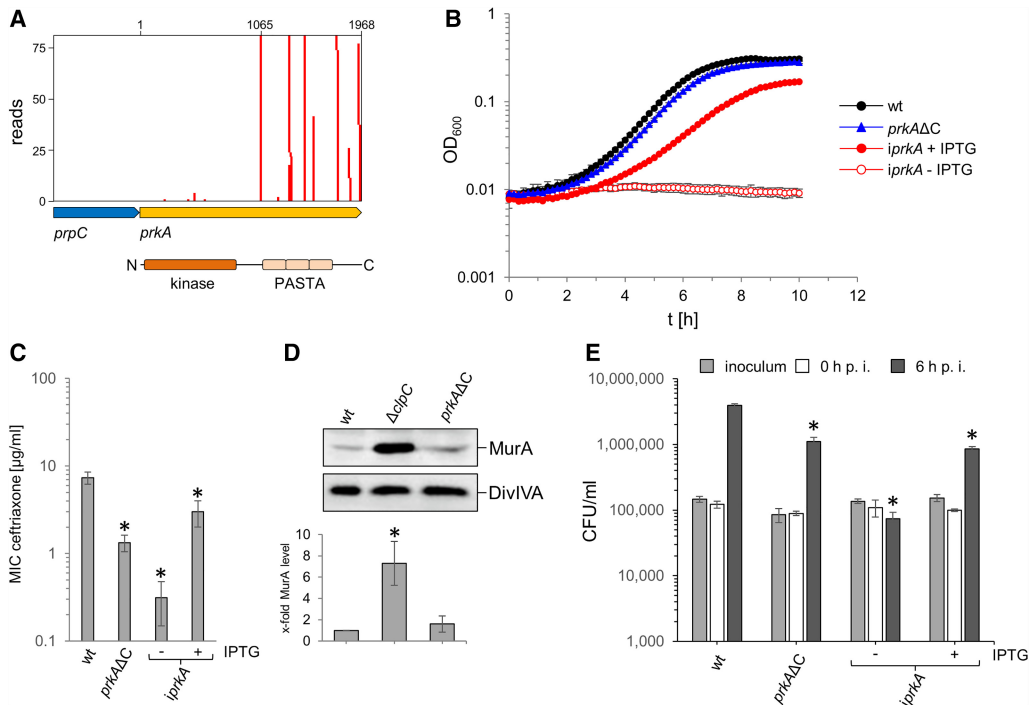 A
1 1065 1968
75
50
25
0
reads
prpC prkA
N C
kinase PASTA
B
1
0.1
0.01
0.001
OD600
0 2 4 6 8 10 12
t [h]
wt
prkAΔC
iprkA + IPTG
iprkA - IPTG
C
100
10
1
0.1
MIC ceftriaxone [µg/ml]
* * *
wt prkAΔC - + IPTG
iprkA
D
wt ΔclpC prkAΔC
MurA
DivIVA
10
8
6
4
2
0
x-fold MurA level
*
E
inoculum 0 h p. i. 6 h p. i.
10,000,000
1,000,000
100,000
10,000
1,000
CFU/ml
* * *
wt prkAΔC - + IPTG
iprkA